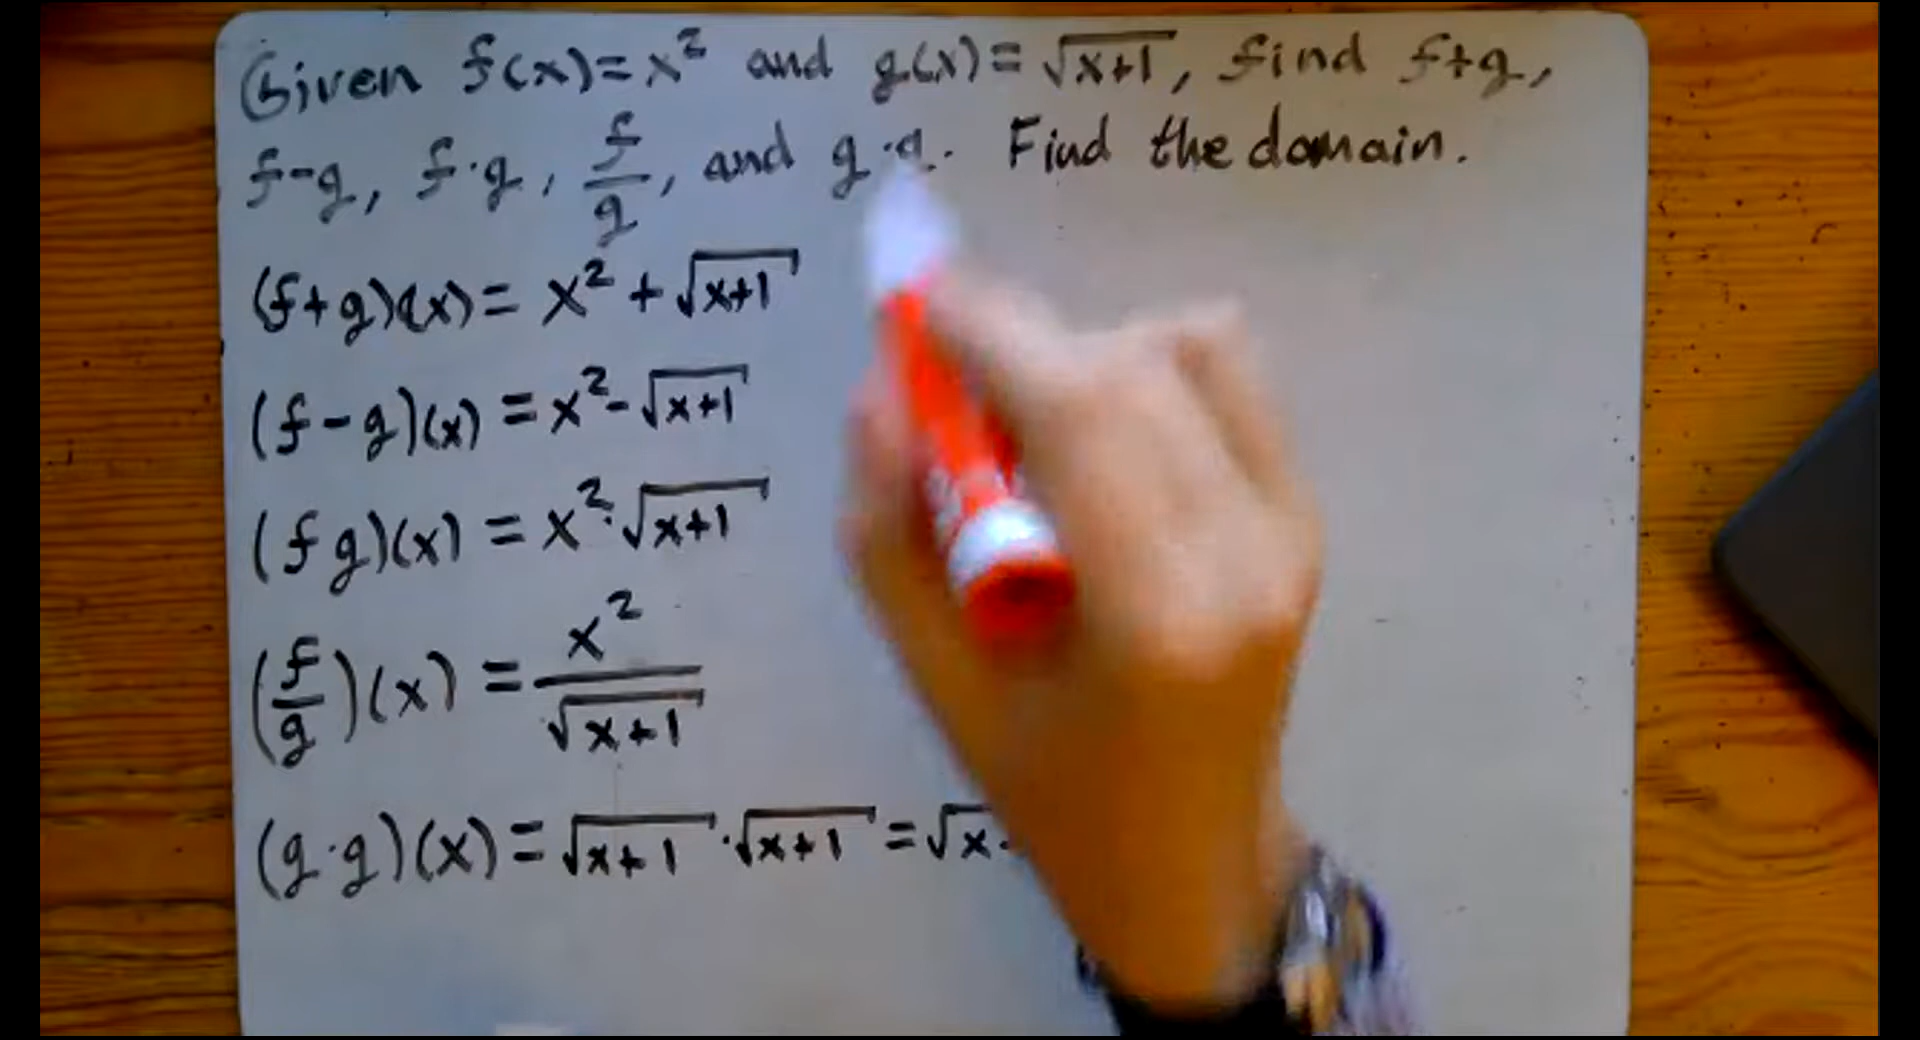 Given f(x)=x² and g(x)=√(x+1), find f+g,
f-g, f·g, f/g, and g·g. Find the domain.
(f+g)(x)= x² + √(x+1)
(f-g)(x) = x² - √(x+1)
(fg)(x) = x²·√(x+1)
(f/g)(x) = x²/√(x+1)
(g·g)(x) = √(x+1) · √(x+1) = √x